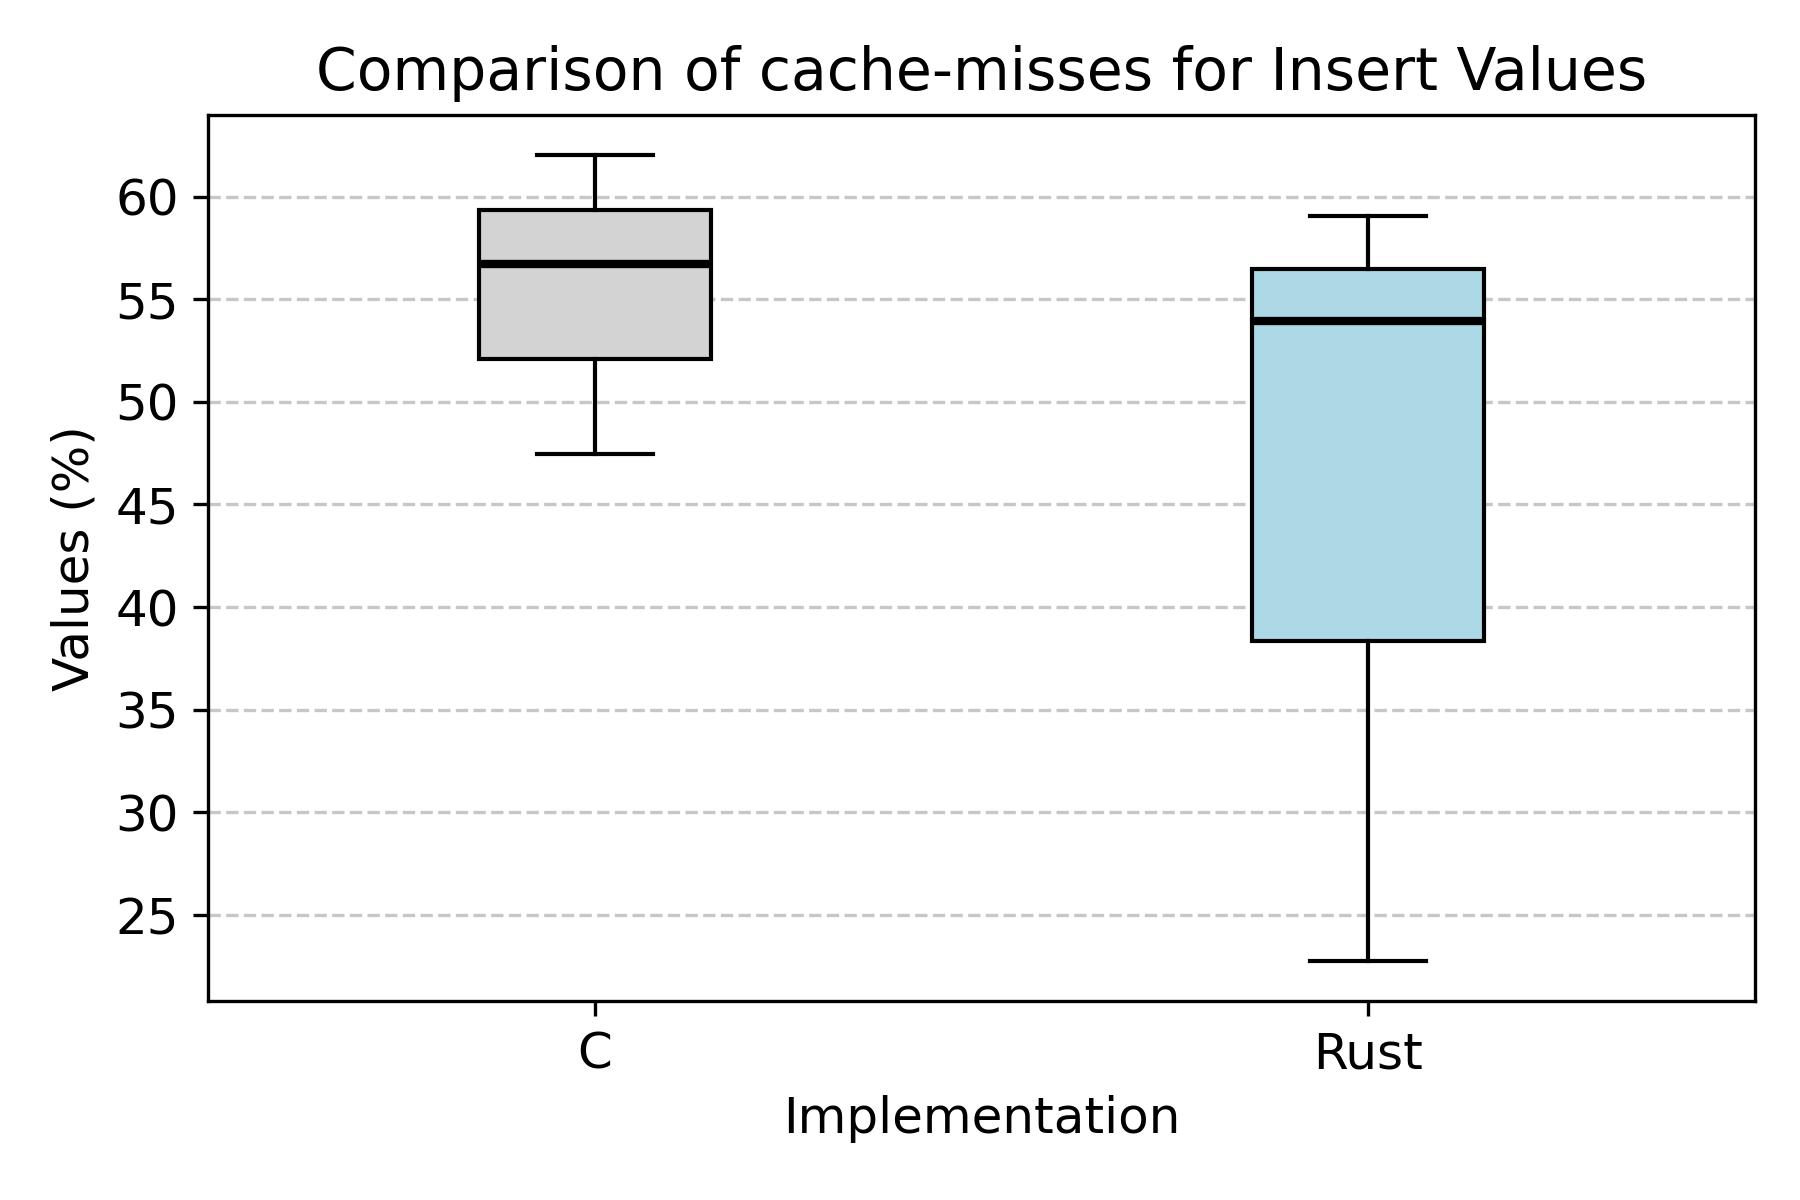 Comparison of cache-misses for Insert Values
Values (%)
60
55
50
45
40
35
30
25
C
Rust
Implementation